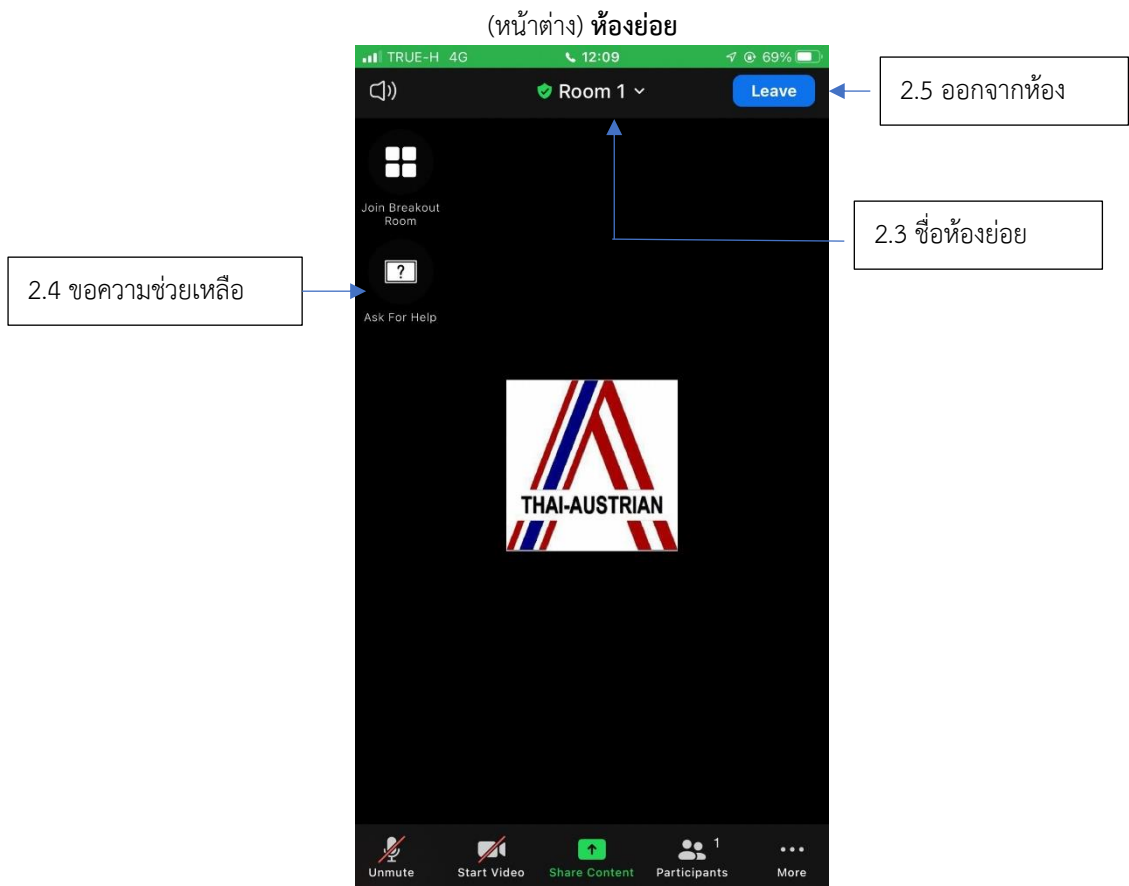 (หน้าต่าง) ห้องย่อย
TRUE-H 4G 12:09 69%
Room 1 Leave
2.5 ออกจากห้อง
Join Breakout
Room
2.3 ชื่อห้องย่อย
2.4 ขอความช่วยเหลือ
Ask For Help
THAI-AUSTRIAN
1
Unmute Start Video Share Content Participants More